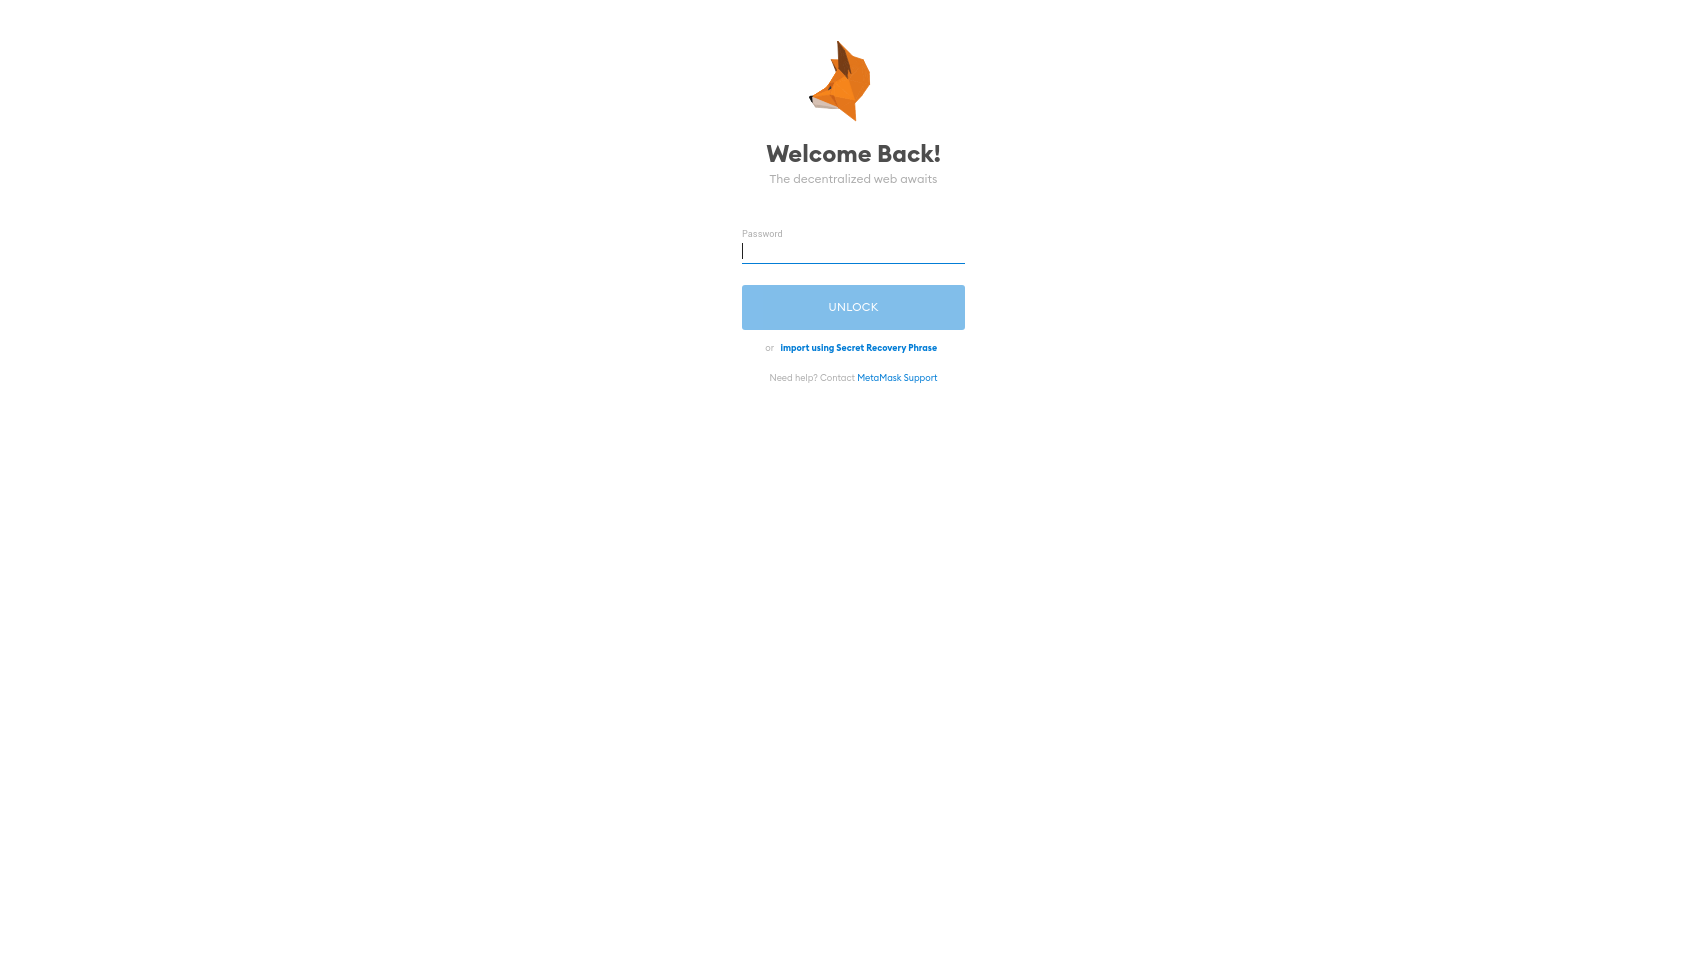 Welcome Back!
The decentralized web awaits
Password
UNLOCK
or import using Secret Recovery Phrase
Need help? Contact MetaMask Support